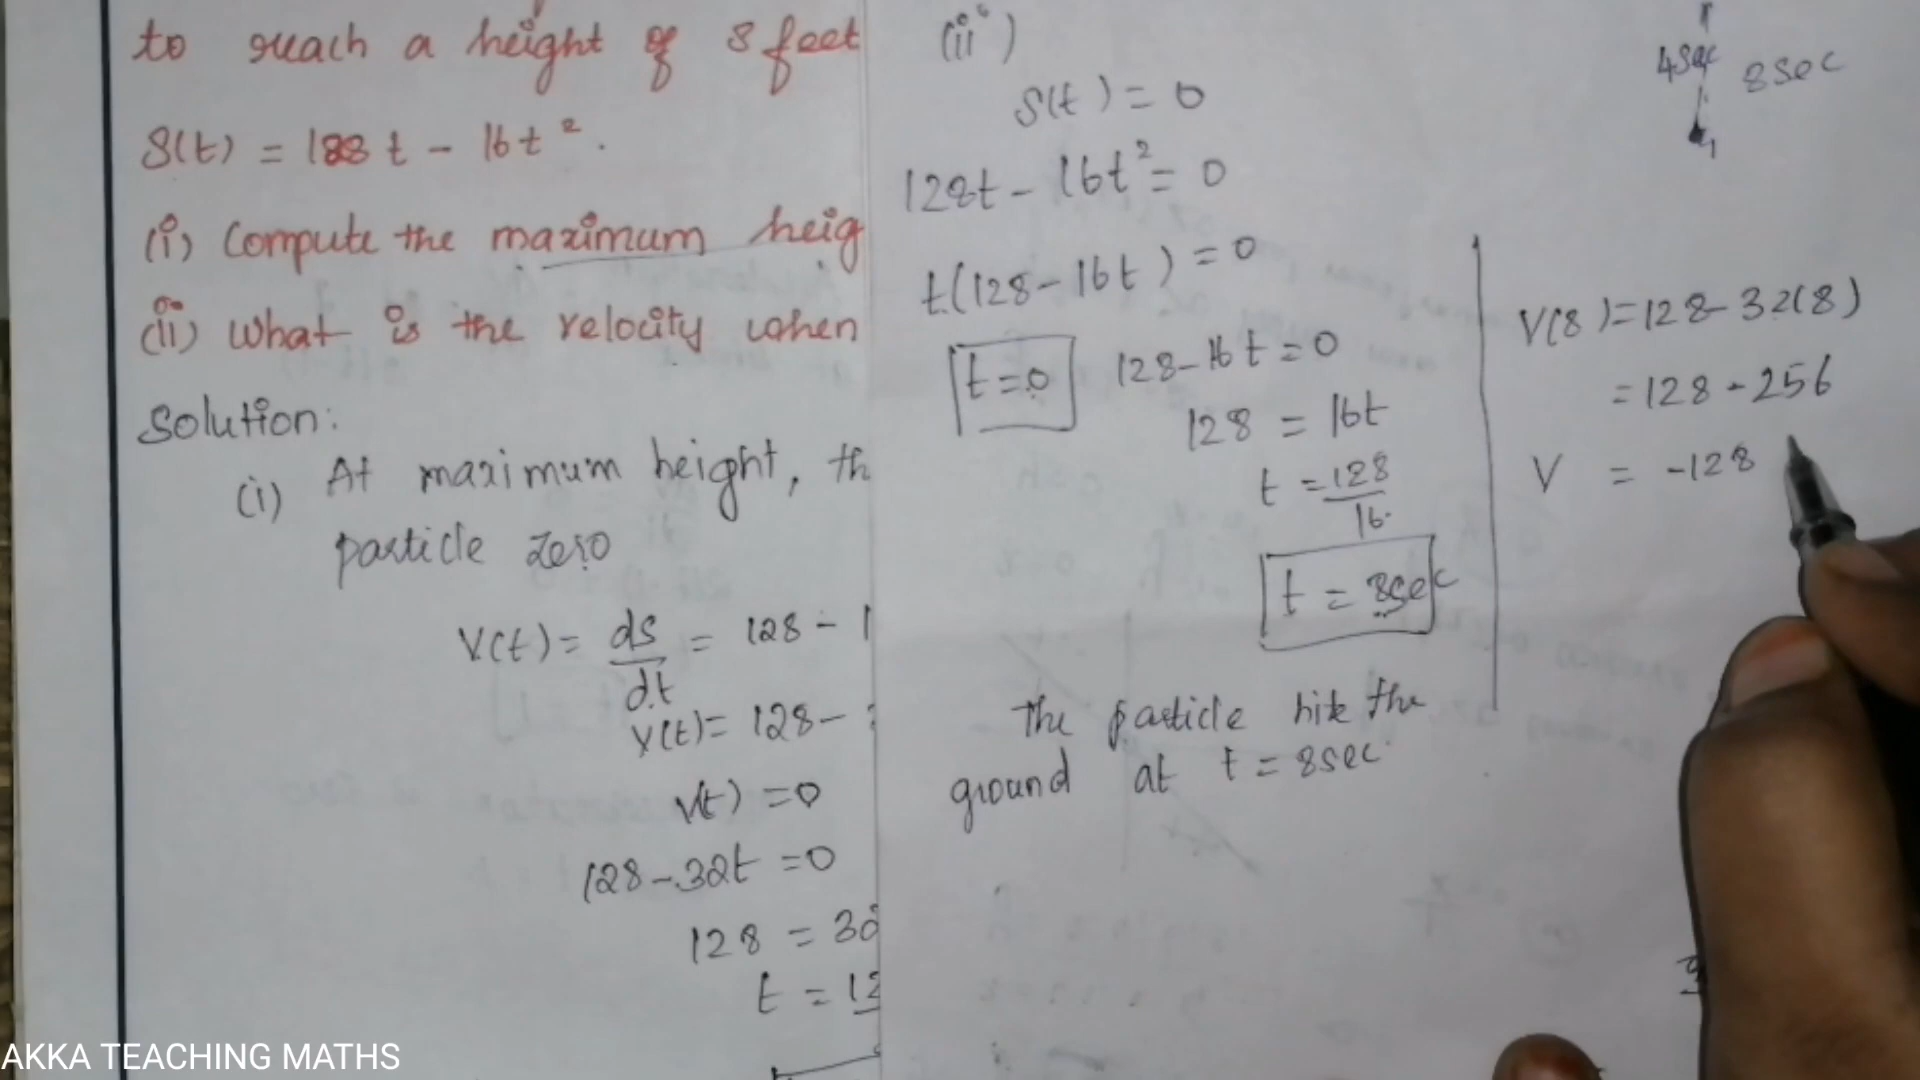 to reach a height of s feet
S(t) = 128 t - 16t².
(i) Compute the maximum heig
(ii) What is the velocity when
Solution:
(i) At maximum height, th
particle zero
V(t) = ds/dt = 128 - 1
V(t) = 128 -
V(t) = 0
128 - 32t = 0
128 = 32
t = 12
(ii)
S(t) = 0
128t - 16t² = 0
t(128 - 16t) = 0
t = 0
128 - 16t = 0
128 = 16t
t = 128/16
t = 8sec
The particle hits the
ground at t = 8sec
4sec 8sec
V(8) = 128 - 32(8)
= 128 - 256
V = -128
AKKA TEACHING MATHS